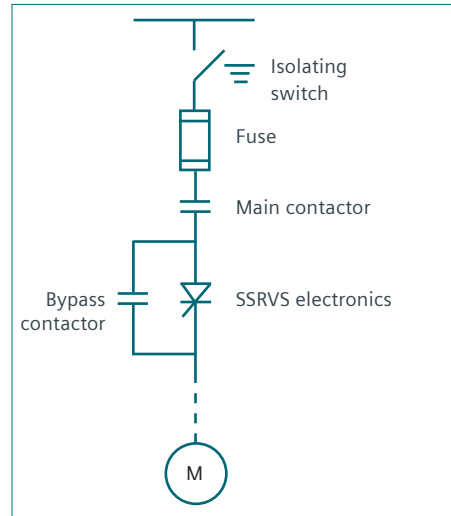 Isolating
switch
Fuse
Main contactor
Bypass
contactor
SSRVS electronics
M